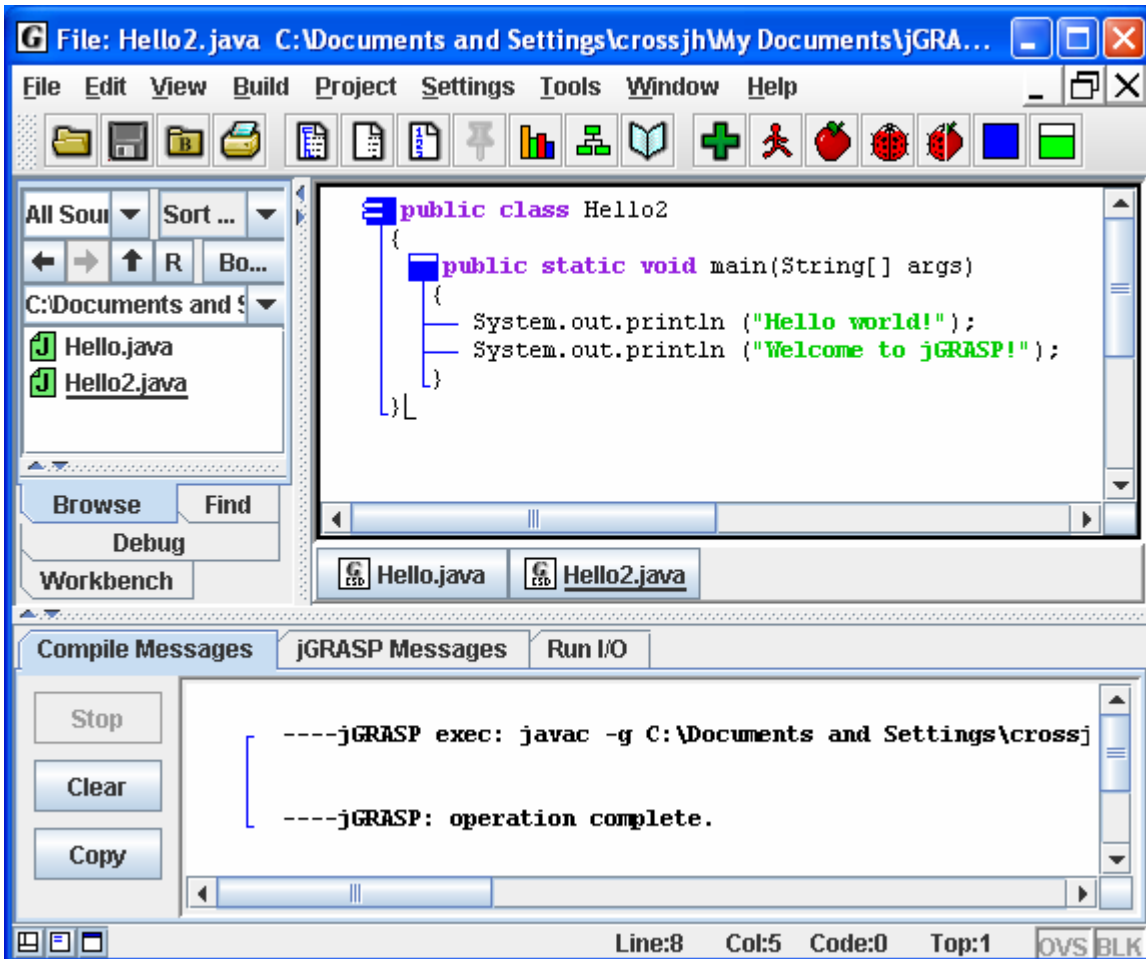 G File: Hello2.java C:\Documents and Settings\crossjh\My Documents\jGRA...
File Edit View Build Project Settings Tools Window Help
B
All Sour Sort ...
R Bo...
C:\Documents and S
Hello.java
Hello2.java
Browse Find
Debug
Workbench
public class Hello2
{
public static void main(String[] args)
{
System.out.println ("Hello world!");
System.out.println ("Welcome to jGRASP!");
}
}
G CSD Hello.java G CSD Hello2.java
Compile Messages jGRASP Messages Run I/O
Stop
Clear
Copy
----jGRASP exec: javac -g C:\Documents and Settings\crossj
----jGRASP: operation complete.
Line:8 Col:5 Code:0 Top:1 OVS BLK